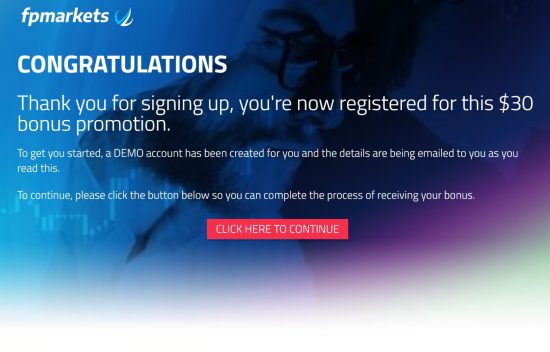 fpmarkets
CONGRATULATIONS
Thank you for signing up, you're now registered for this $30
bonus promotion.
To get you started, a DEMO account has been created for you and the details are being emailed to you as you
read this.
To continue, please click the button below so you can complete the process of receiving your bonus.
CLICK HERE TO CONTINUE